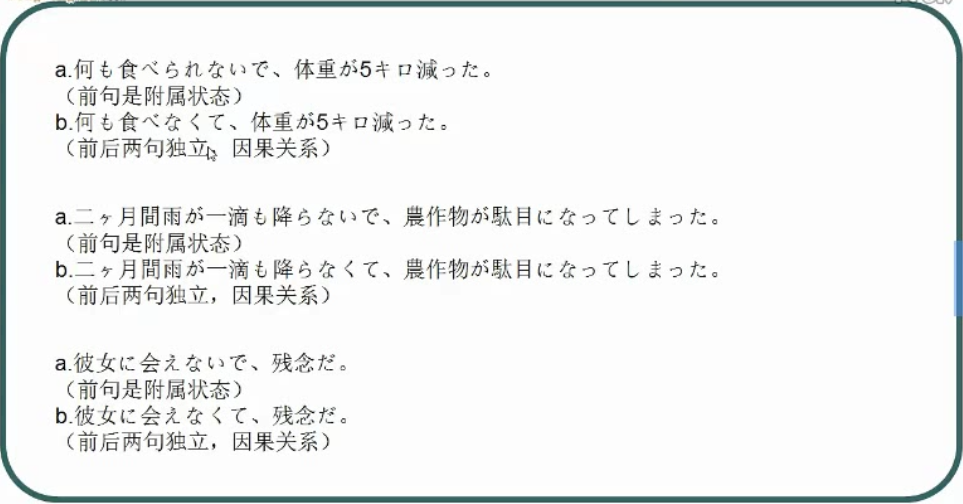 a.何も食べられないで、体重が5キロ減った。
（前句是附属状态）
b.何も食べなくて、体重が5キロ減った。
（前后两句独立，因果关系）
a.二ヶ月間雨が一滴も降らないで、農作物が駄目になってしまった。
（前句是附属状态）
b.二ヶ月間雨が一滴も降らなくて、農作物が駄目になってしまった。
（前后两句独立，因果关系）
a.彼女に会えないで、残念だ。
（前句是附属状态）
b.彼女に会えなくて、残念だ。
（前后两句独立，因果关系）